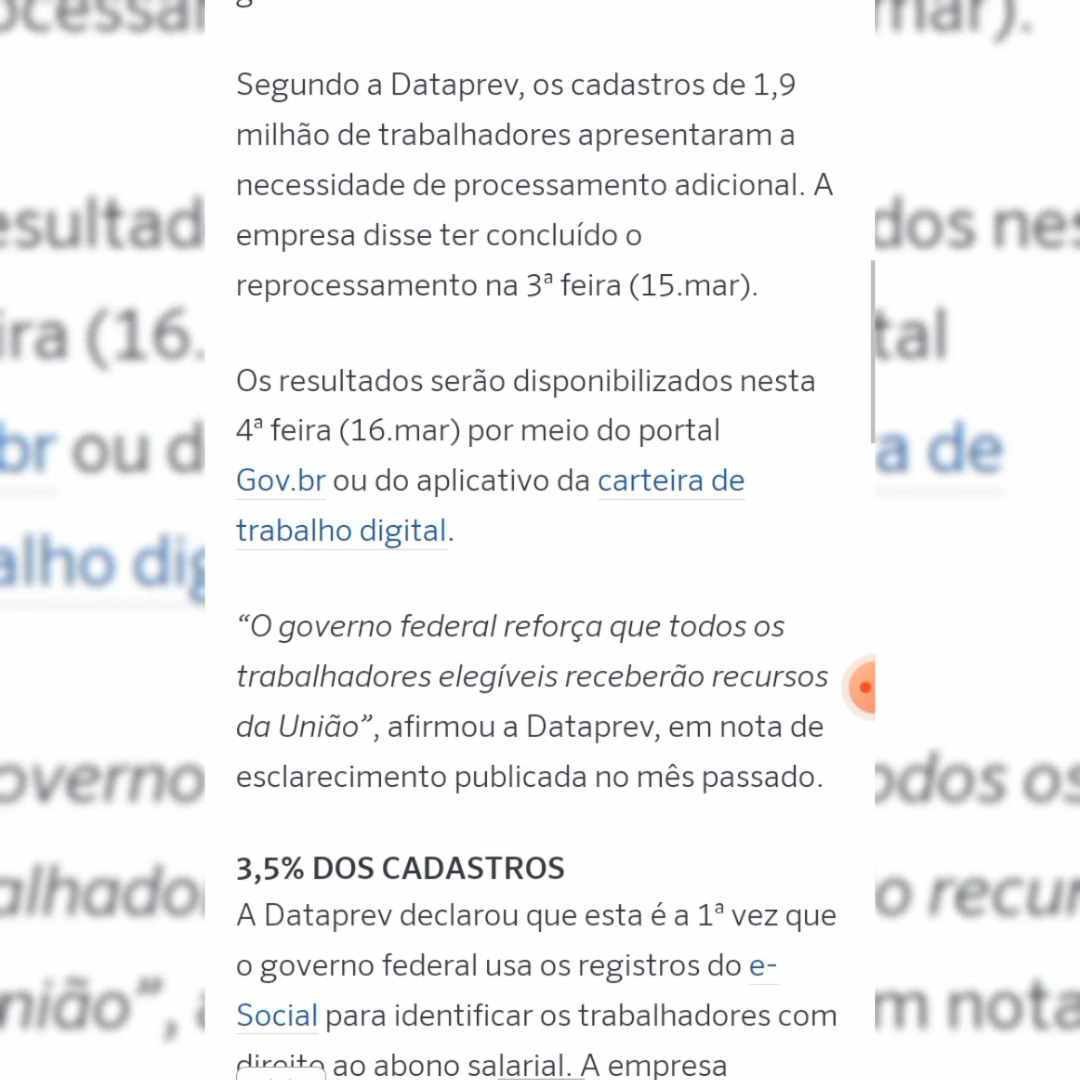 Segundo a Dataprev, os cadastros de 1,9
milhão de trabalhadores apresentaram a
necessidade de processamento adicional. A
empresa disse ter concluído o
reprocessamento na 3ª feira (15.mar).
Os resultados serão disponibilizados nesta
4ª feira (16.mar) por meio do portal
Gov.br ou do aplicativo da carteira de
trabalho digital.
“O governo federal reforça que todos os
trabalhadores elegíveis receberão recursos
da União”, afirmou a Dataprev, em nota de
esclarecimento publicada no mês passado.
3,5% DOS CADASTROS
A Dataprev declarou que esta é a 1ª vez que
o governo federal usa os registros do e-
Social para identificar os trabalhadores com
direito ao abono salarial. A empresa